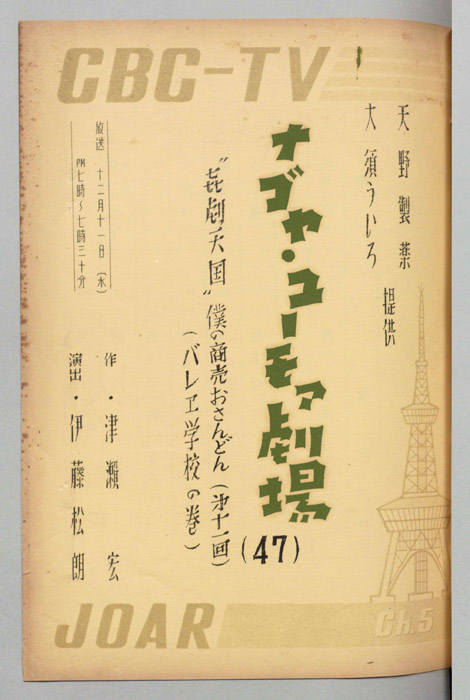 CBC-TV
天野製薬
大須ういろ
提供
ナゴヤ・ユーモア劇場
(47)
"喜劇天国"僕の商売おさんどん(第十一回)
(バレエ学校の巻)
作・津瀬宏
演出・伊藤松朗
放送 十二月十一日(水)
PM七時~七時三十分
JOAR
Ch.5